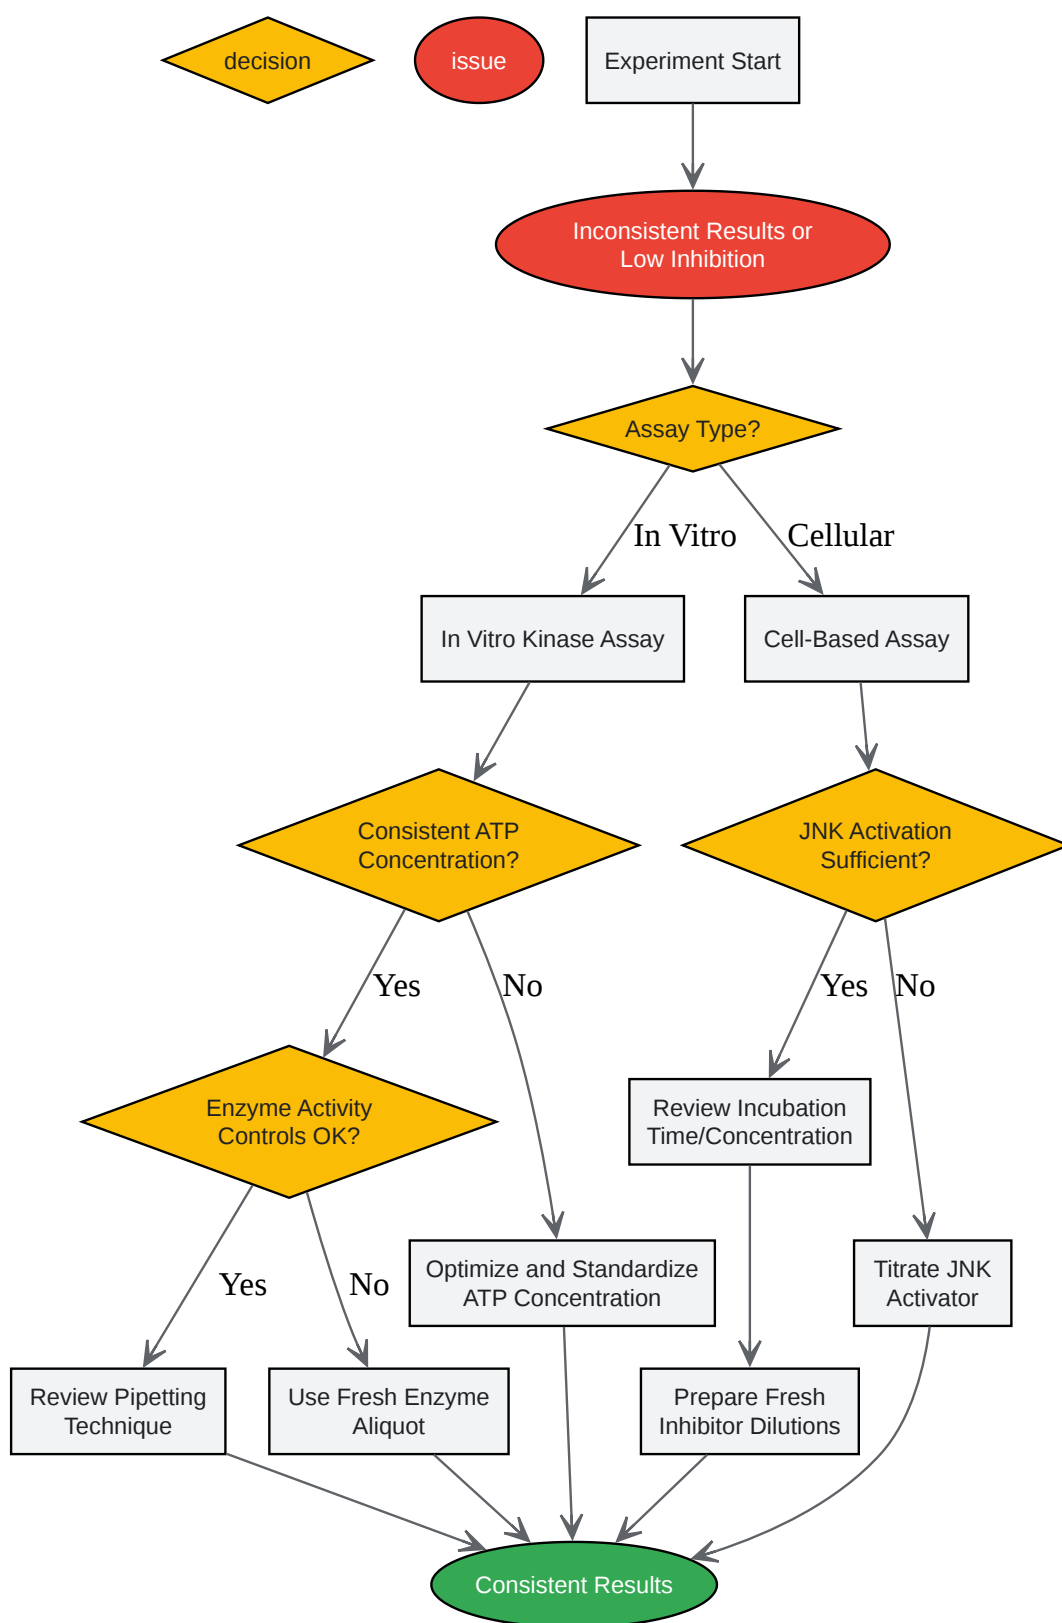 decision
issue
Experiment Start
Inconsistent Results or
Low Inhibition
Assay Type?
In Vitro
Cellular
In Vitro Kinase Assay
Cell-Based Assay
Consistent ATP
Concentration?
JNK Activation
Sufficient?
Yes
No
Yes
No
Enzyme Activity
Controls OK?
Review Incubation
Time/Concentration
Yes
No
Optimize and Standardize
ATP Concentration
Titrate JNK
Activator
Review Pipetting
Technique
Use Fresh Enzyme
Aliquot
Prepare Fresh
Inhibitor Dilutions
Consistent Results